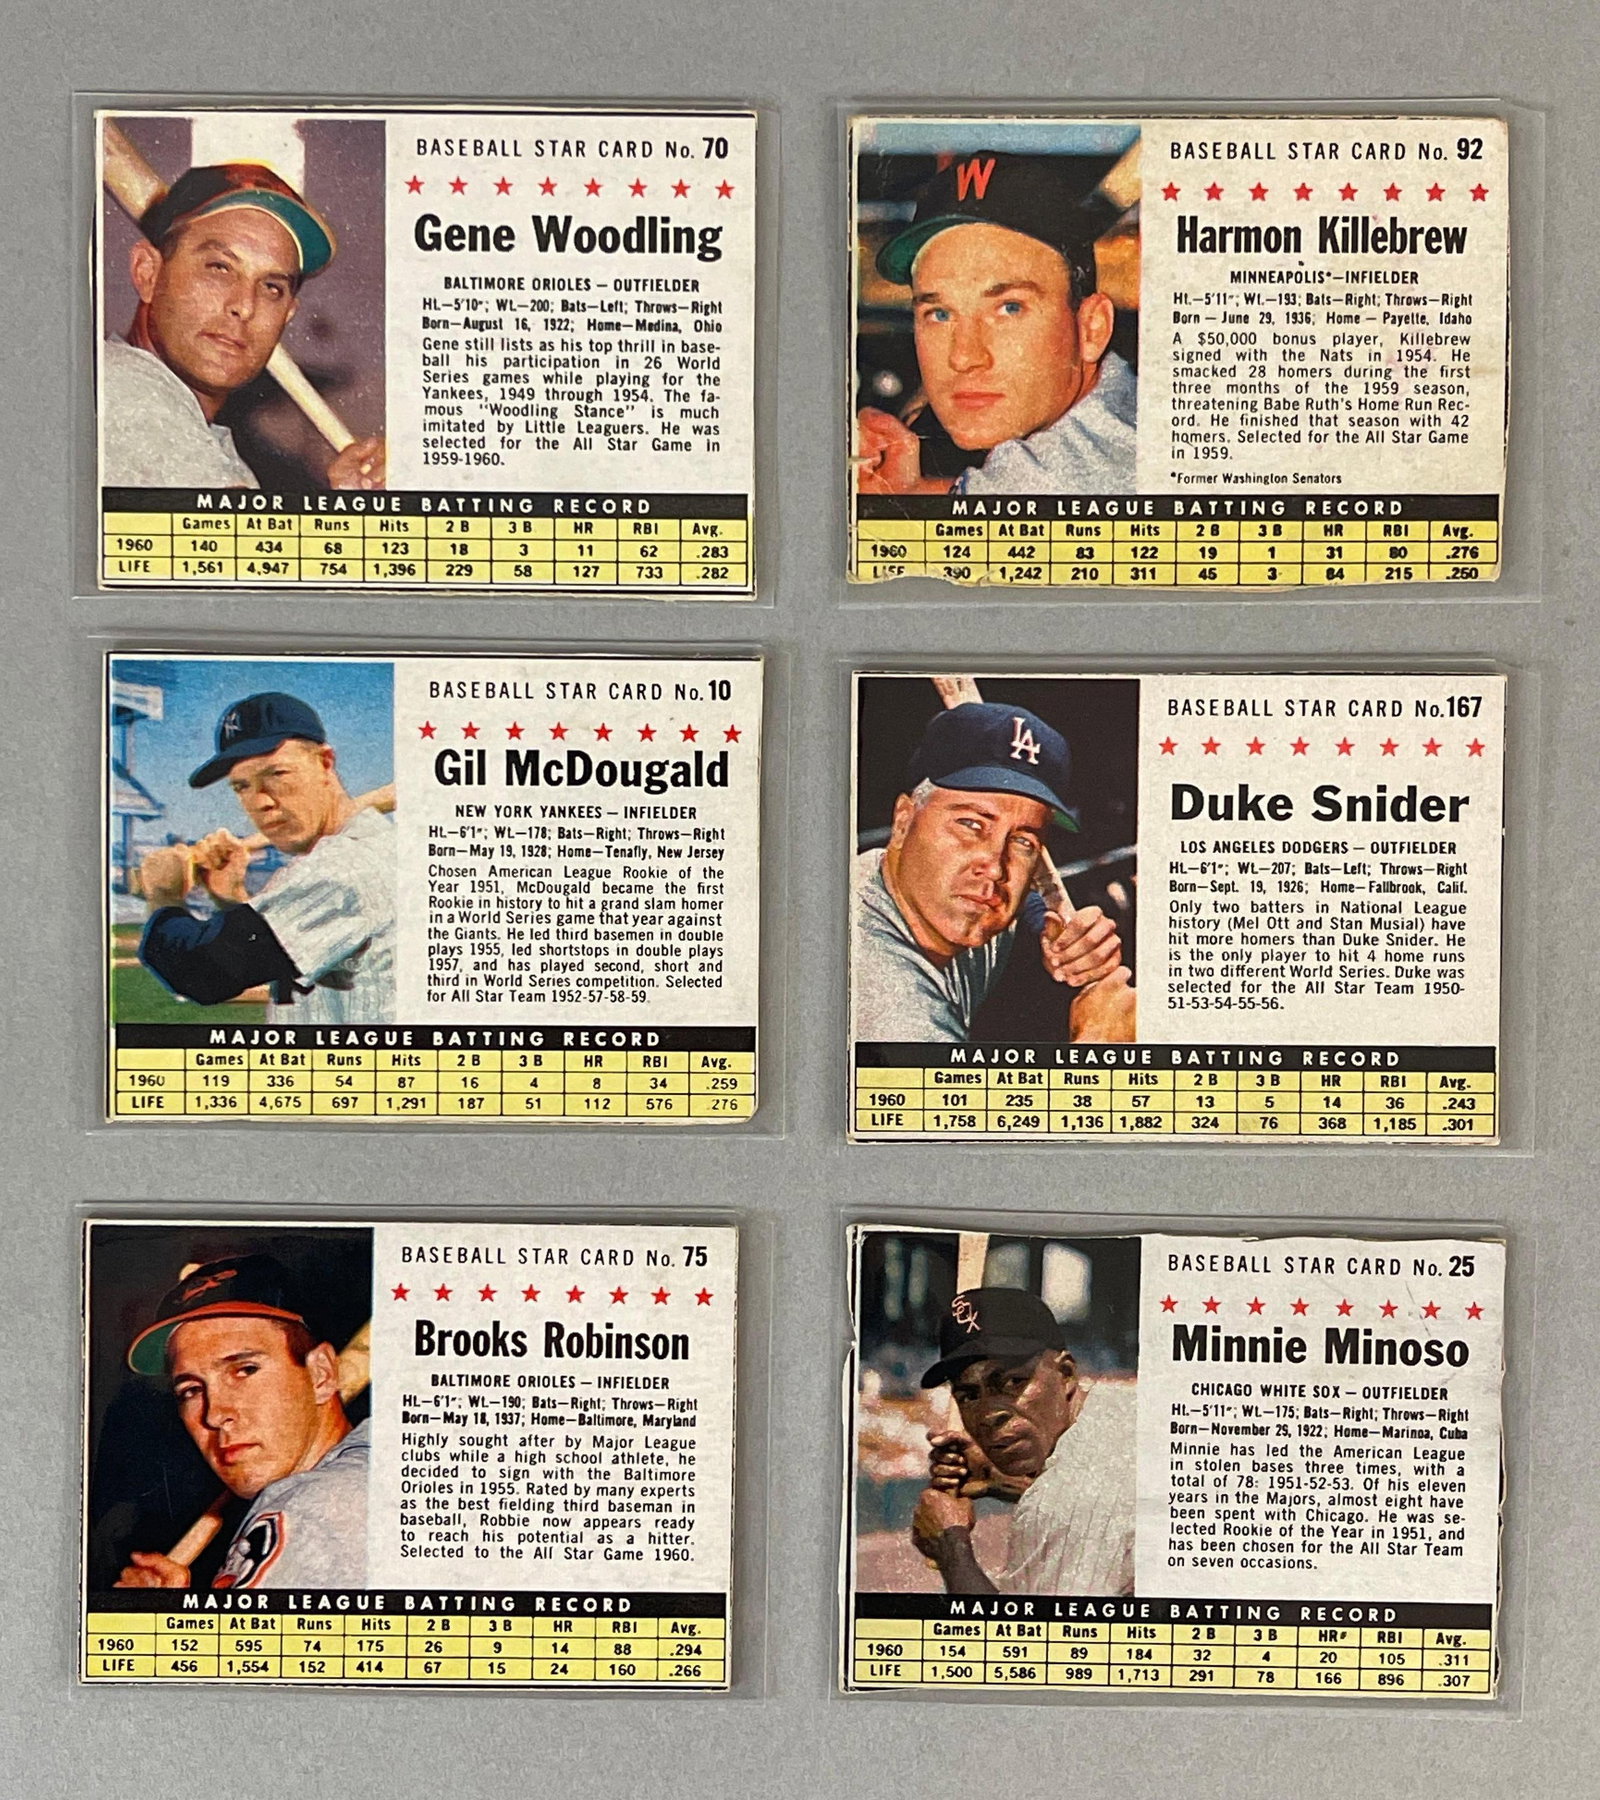 BASEBALL STAR CARD No. 70
Gene Woodling
BALTIMORE ORIOLES — OUTFIELDER
Ht.—5'10"; Wt.—200; Bats—Left; Throws—Right
Born—August 16, 1922; Home—Medina, Ohio
Gene still lists as his top thrill in base-
ball his participation in 26 World
Series games while playing for the
Yankees, 1949 through 1954. The fa-
mous "Woodling Stance" is much
imitated by Little Leaguers. He was
selected for the All Star Game in
1959-1960.
MAJOR LEAGUE BATTING RECORD
Games At Bat Runs Hits 2 B 3 B HR RBI Avg.
1960 140 434 68 123 18 3 11 62 .283
LIFE 1,561 4,947 754 1,396 229 58 127 733 .282
W
BASEBALL STAR CARD No. 92
Harmon Killebrew
MINNEAPOLIS*—INFIELDER
Ht.—5'11"; Wt.—193; Bats—Right; Throws—Right
Born — June 29, 1936; Home — Payette, Idaho
A $50,000 bonus player, Killebrew
signed with the Nats in 1954. He
smacked 28 homers during the first
three months of the 1959 season,
threatening Babe Ruth's Home Run Rec-
ord. He finished that season with 42
homers. Selected for the All Star Game
in 1959.
*Former Washington Senators
MAJOR LEAGUE BATTING RECORD
Games At Bat Runs Hits 2 B 3 B HR RBI Avg.
1960 124 442 83 122 19 1 31 80 .276
LIFE 390 1,242 210 311 45 3 84 215 .250
NY
BASEBALL STAR CARD No. 10
Gil McDougald
NEW YORK YANKEES — INFIELDER
Ht.—6'1"; Wt.—178; Bats—Right; Throws—Right
Born—May 19, 1928; Home—Tenafly, New Jersey
Chosen American League Rookie of the
Year 1951, McDougald became the first
Rookie in history to hit a grand slam homer
in a World Series game that year against
the Giants. He led third basemen in double
plays 1955, led shortstops in double plays
1957, and has played second, short and
third in World Series competition. Selected
for All Star Team 1952-57-58-59.
MAJOR LEAGUE BATTING RECORD
Games At Bat Runs Hits 2 B 3 B HR RBI Avg.
1960 119 336 54 87 16 4 8 34 .259
LIFE 1,336 4,675 697 1,291 187 51 112 576 .276
LA
BASEBALL STAR CARD No. 167
Duke Snider
LOS ANGELES DODGERS — OUTFIELDER
Ht.—6'1"; Wt.—207; Bats—Left; Throws—Right
Born—Sept. 19, 1926; Home—Fallbrook, Calif.
Only two batters in National League
history (Mel Ott and Stan Musial) have
hit more homers than Duke Snider. He
is the only player to hit 4 home runs
in two different World Series. Duke was
selected for the All Star Team 1950-
51-53-54-55-56.
MAJOR LEAGUE BATTING RECORD
Games At Bat Runs Hits 2 B 3 B HR RBI Avg.
1960 101 235 38 57 13 5 14 36 .243
LIFE 1,758 6,249 1,136 1,882 324 76 368 1,185 .301
BASEBALL STAR CARD No. 75
Brooks Robinson
BALTIMORE ORIOLES — INFIELDER
Ht.—6'1"; Wt.—190; Bats—Right; Throws—Right
Born—May 18, 1937; Home—Baltimore, Maryland
Highly sought after by Major League
clubs while a high school athlete, he
decided to sign with the Baltimore
Orioles in 1955. Rated by many experts
as the best fielding third baseman in
baseball, Robbie now appears ready
to reach his potential as a hitter.
Selected to the All Star Game 1960.
MAJOR LEAGUE BATTING RECORD
Games At Bat Runs Hits 2 B 3 B HR RBI Avg.
1960 152 595 74 175 26 9 14 88 .294
LIFE 456 1,554 152 414 67 15 24 160 .266
SOX
BASEBALL STAR CARD No. 25
Minnie Minoso
CHICAGO WHITE SOX — OUTFIELDER
Ht.—5'11"; Wt.—175; Bats—Right; Throws—Right
Born—November 29, 1922; Home—Marinoa, Cuba
Minnie has led the American League
in stolen bases three times, with a
total of 78: 1951-52-53. Of his eleven
years in the Majors, almost eight have
been spent with Chicago. He was se-
lected Rookie of the Year in 1951, and
has been chosen for the All Star Team
on seven occasions.
MAJOR LEAGUE BATTING RECORD
Games At Bat Runs Hits 2 B 3 B HR RBI Avg.
1960 154 591 89 184 32 4 20 105 .311
LIFE 1,500 5,586 989 1,713 291 78 166 896 .307